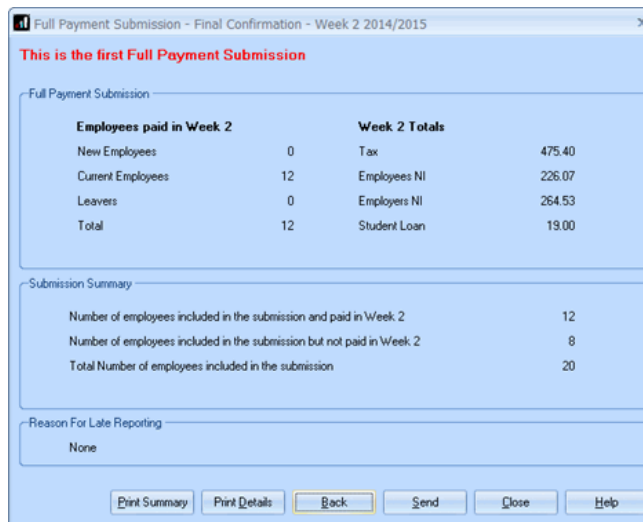 Full Payment Submission - Final Confirmation - Week 2 2014/2015
This is the first Full Payment Submission
Full Payment Submission
Employees paid in Week 2 Week 2 Totals
New Employees 0 Tax 475.40
Current Employees 12 Employees NI 226.07
Leavers 0 Employers NI 264.53
Total 12 Student Loan 19.00
Submission Summary
Number of employees included in the submission and paid in Week 2 12
Number of employees included in the submission but not paid in Week 2 8
Total Number of employees included in the submission 20
Reason For Late Reporting
None
Print Summary Print Details Back Send Close Help